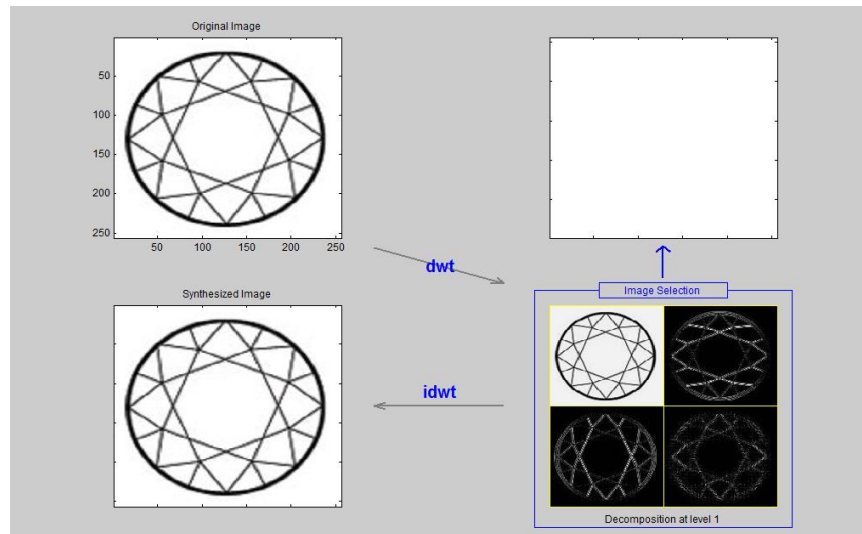 Original Image
50
100
150
200
250
50 100 150 200 250
dwt
Image Selection
Synthesized Image
idwt
Decomposition at level 1